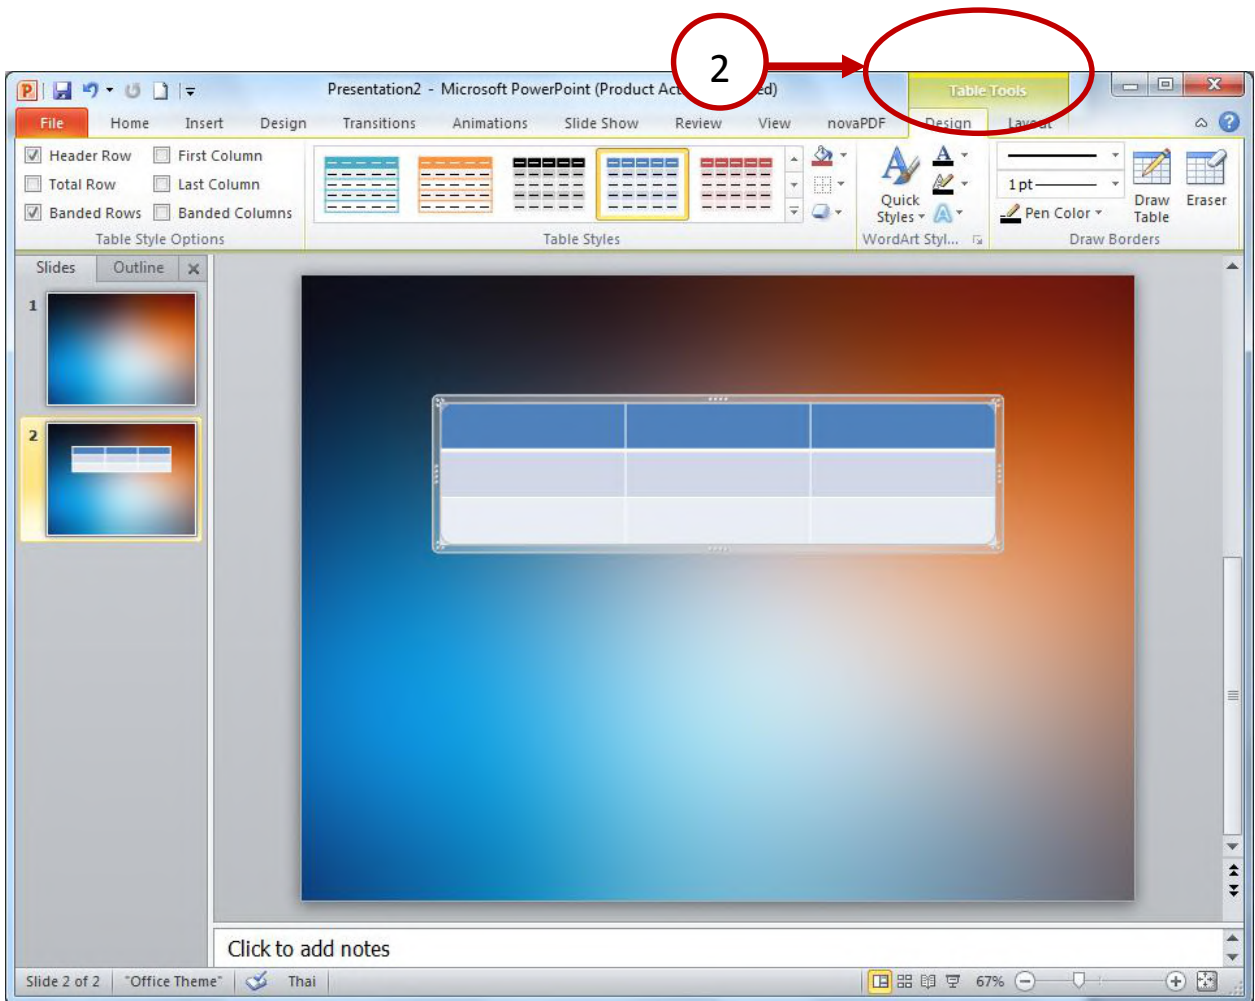 2
Presentation2 - Microsoft PowerPoint (Product Act ed)
Table Tools
File Home Insert Design Transitions Animations Slide Show Review View novaPDF Design Layout
Header Row First Column
Total Row Last Column
Banded Rows Banded Columns
Table Style Options
Table Styles
Quick
Styles
WordArt Styl...
1 pt
Pen Color
Draw
Table
Eraser
Draw Borders
Slides Outline
1
2
Click to add notes
Slide 2 of 2 "Office Theme" Thai 67%